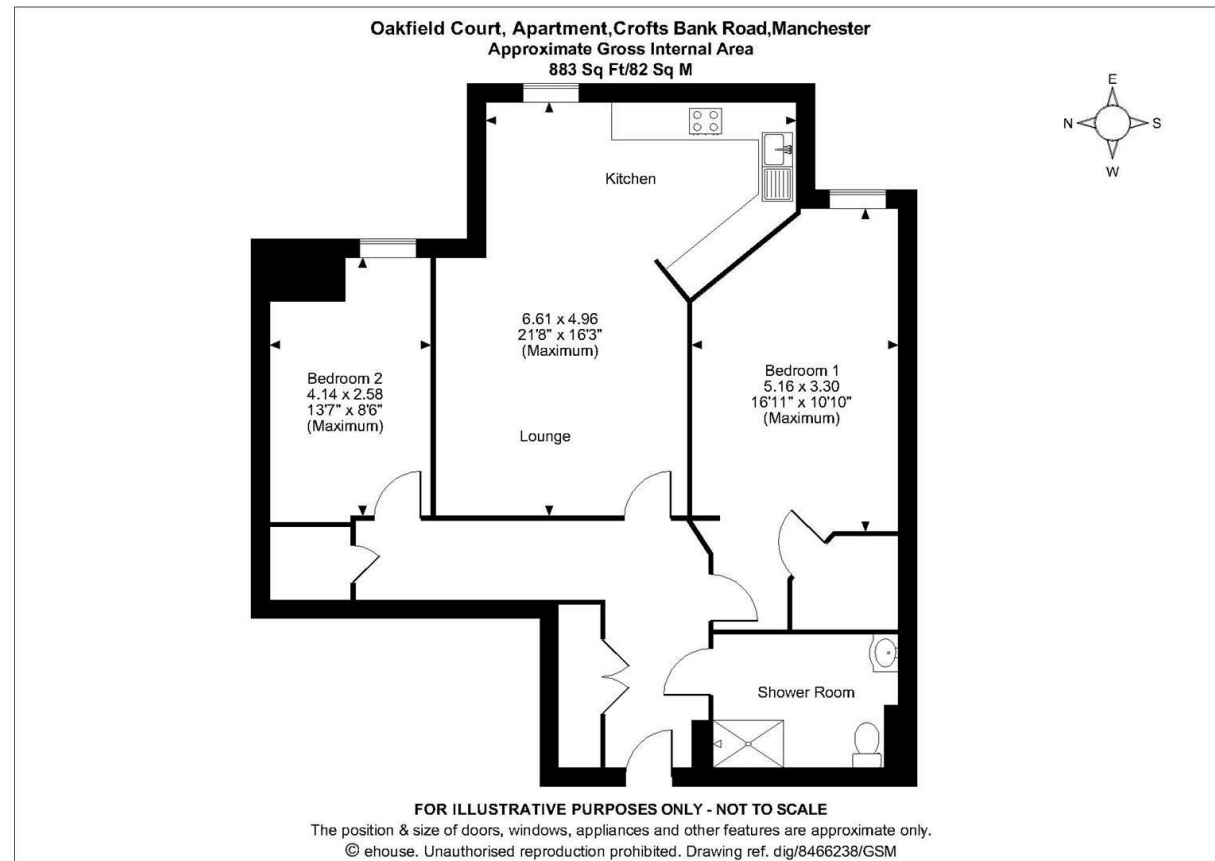 Oakfield Court, Apartment,Crofts Bank Road,Manchester
Approximate Gross Internal Area
883 Sq Ft/82 Sq M
E
N
S
W
Kitchen
6.61 x 4.96
21'8" x 16'3"
(Maximum)
Lounge
Bedroom 2
4.14 x 2.58
13'7" x 8'6"
(Maximum)
Bedroom 1
5.16 x 3.30
16'11" x 10'10"
(Maximum)
Shower Room
FOR ILLUSTRATIVE PURPOSES ONLY - NOT TO SCALE
The position & size of doors, windows, appliances and other features are approximate only.
© ehouse. Unauthorised reproduction prohibited. Drawing ref. dig/8466238/GSM